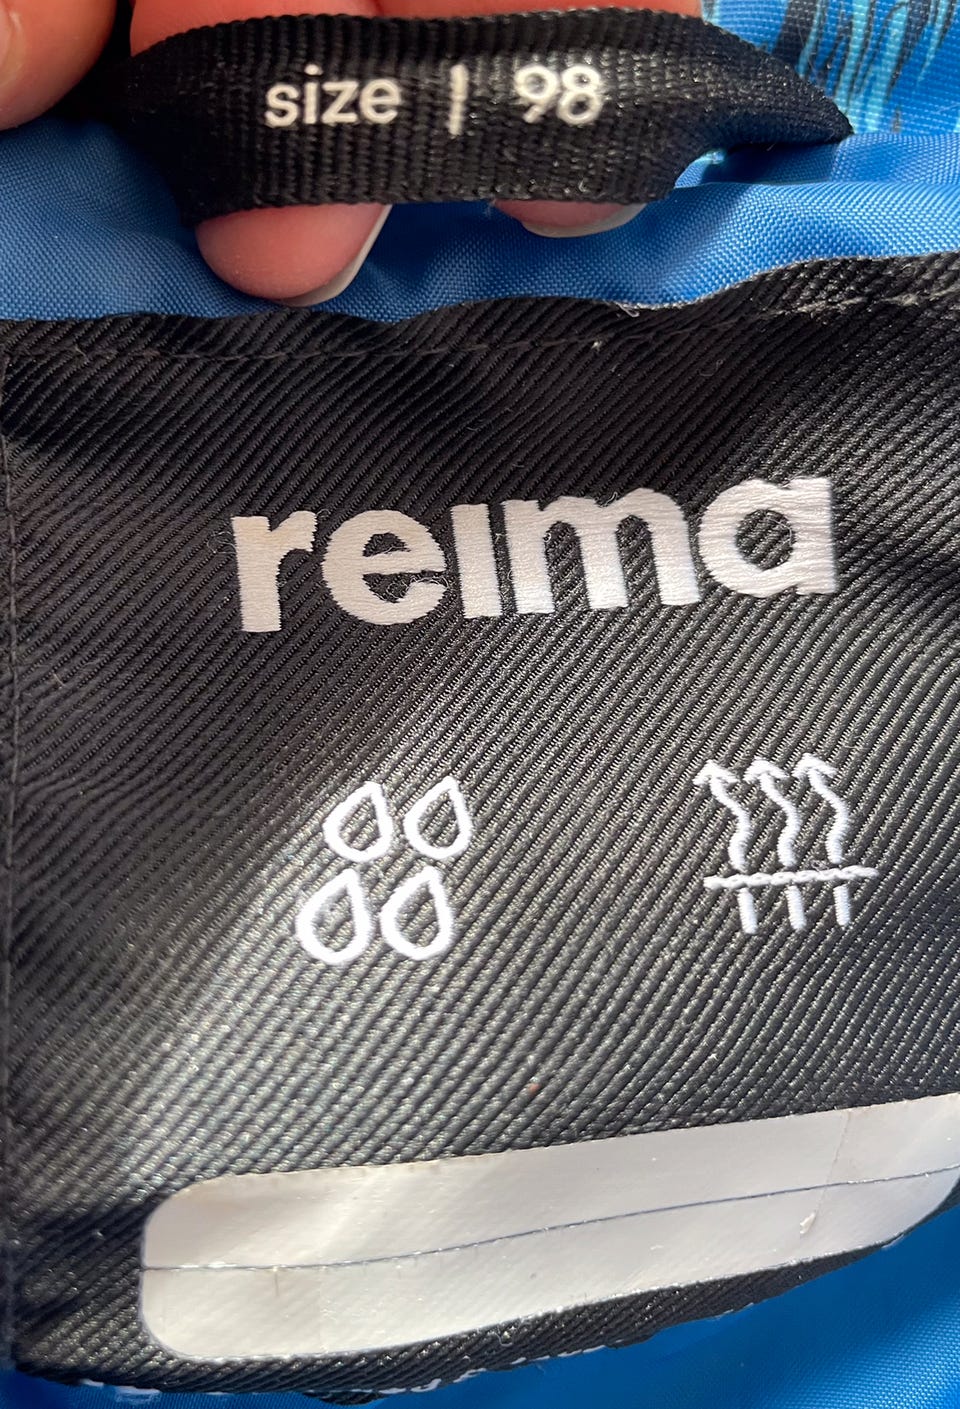 size | 98
reima